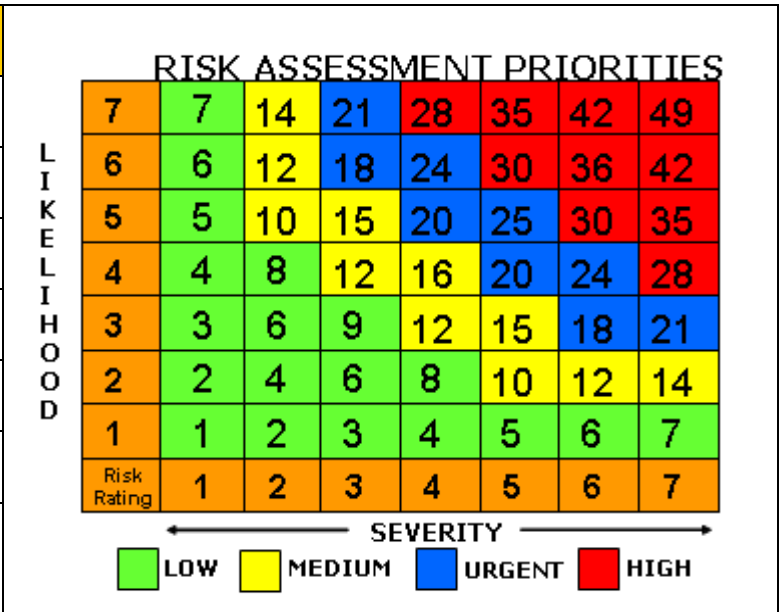 RISK ASSESSMENT PRIORITIES
LIKELIHOOD
7 7 14 21 28 35 42 49
6 6 12 18 24 30 36 42
5 5 10 15 20 25 30 35
4 4 8 12 16 20 24 28
3 3 6 9 12 15 18 21
2 2 4 6 8 10 12 14
1 1 2 3 4 5 6 7
Risk
Rating 1 2 3 4 5 6 7
SEVERITY
LOW MEDIUM URGENT HIGH